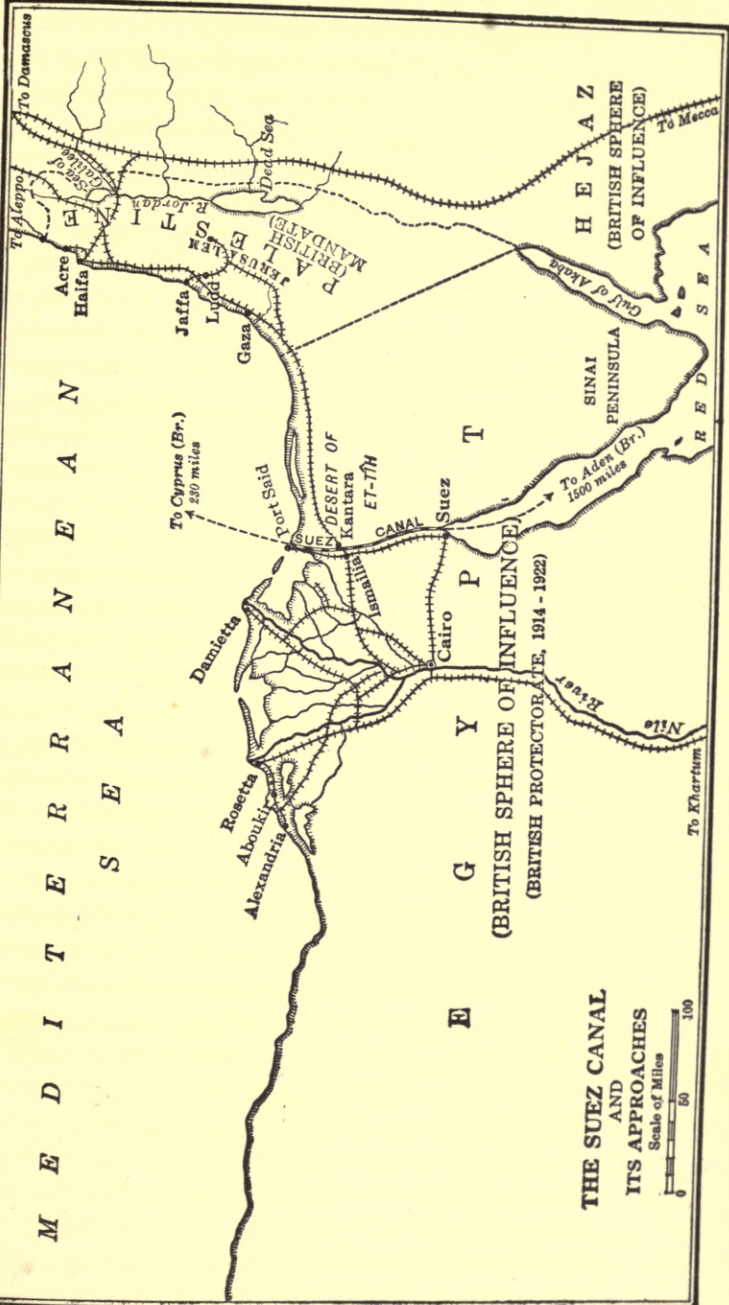 MEDITERRANEAN
SEA
To Cyprus (Br.)
230 miles
To Aleppo
To Damascus
Acre
Haifa
Sea of
Galilee
R. Jordan
Jaffa
Ludd
JERUSALEM
Dead Sea
Gaza
PALESTINE
(BRITISH
MANDATE)
Port Said
Damietta
Rosetta
Aboukir
Alexandria
SUEZ CANAL
DESERT OF
ET-TÎH
Kantara
Ismailia
Suez
Cairo
EGYPT
(BRITISH SPHERE OF INFLUENCE)
(BRITISH PROTECTORATE, 1914 - 1922)
River Nile
To Khartum
SINAI
PENINSULA
To Aden (Br.)
1500 miles
Gulf of Akaba
RED SEA
HEJAZ
(BRITISH SPHERE
OF INFLUENCE)
To Mecca
THE SUEZ CANAL
AND
ITS APPROACHES
Scale of Miles
0 50 100